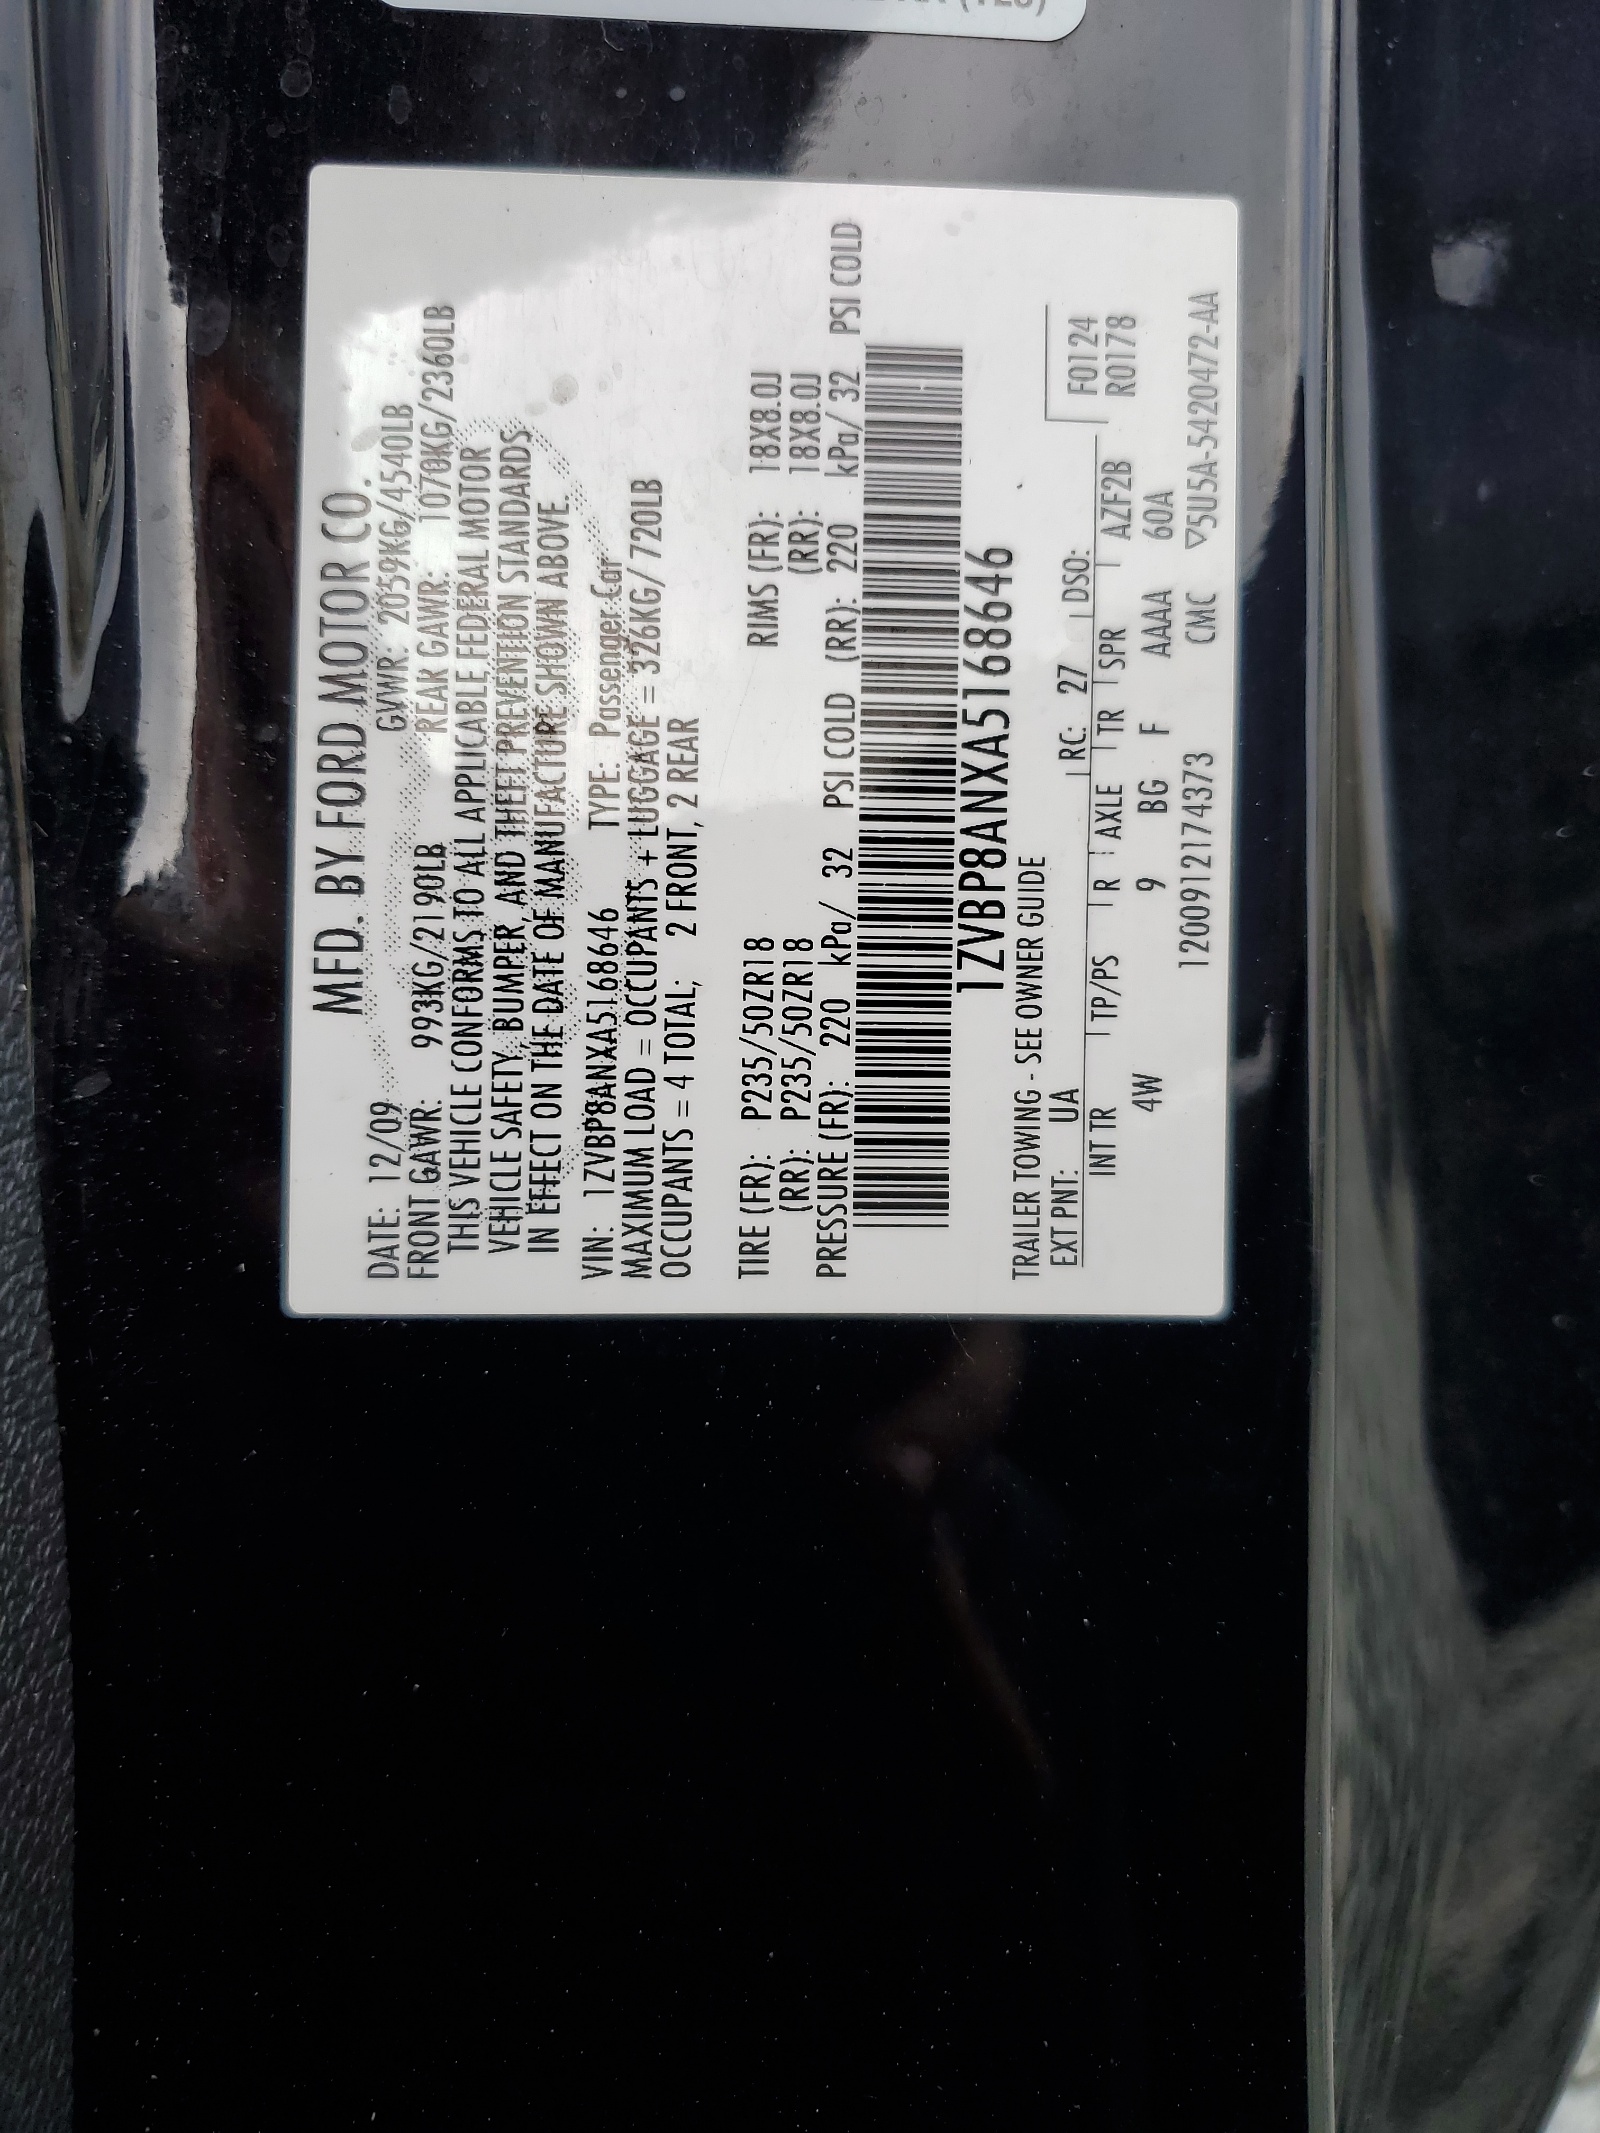 MFD. BY FORD MOTOR CO.
DATE: 12/09 GVWR: 2059KG/4540LB
FRONT GAWR: 993KG/2190LB REAR GAWR: 1070KG/2360LB
THIS VEHICLE CONFORMS TO ALL APPLICABLE FEDERAL MOTOR
VEHICLE SAFETY, BUMPER, AND THEFT PREVENTION STANDARDS
IN EFFECT ON THE DATE OF MANUFACTURE SHOWN ABOVE.
VIN: 1ZVBP8ANXA5168646 TYPE: Passenger Car
MAXIMUM LOAD = OCCUPANTS + LUGGAGE = 326KG/720LB
OCCUPANTS = 4 TOTAL; 2 FRONT, 2 REAR
TIRE (FR): P235/50ZR18 RIMS (FR): 18X8.0J
(RR): P235/50ZR18 (RR): 18X8.0J
PRESSURE (FR): 220 kPa/ 32 PSI COLD (RR): 220 kPa/ 32 PSI COLD
1ZVBP8ANXA5168646
TRAILER TOWING - SEE OWNER GUIDE
EXT PNT: UA RC: 27 DSO: F0124
INT TR TP/PS R AXLE TR SPR AZF2B R0178
4W 9 BG F AAAA 60A
12009121174373 CMC ▽5U5A-5420472-AA